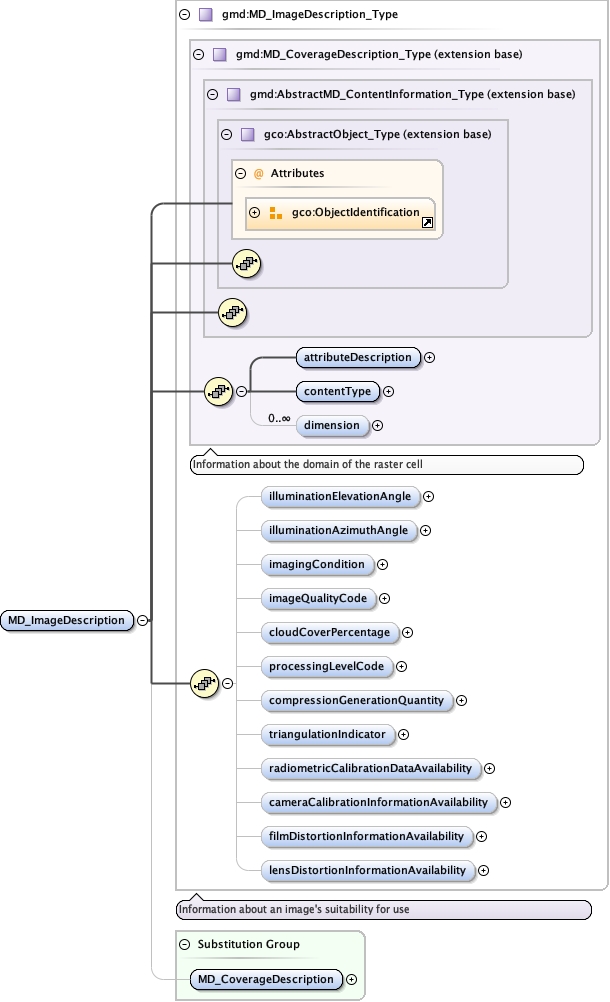 gmd:MD_ImageDescription_Type
gmd:MD_CoverageDescription_Type (extension base)
gmd:AbstractMD_ContentInformation_Type (extension base)
gco:AbstractObject_Type (extension base)
@ Attributes
gco:ObjectIdentification
attributeDescription
contentType
0..∞
dimension
Information about the domain of the raster cell
illuminationElevationAngle
illuminationAzimuthAngle
imagingCondition
imageQualityCode
MD_ImageDescription
cloudCoverPercentage
processingLevelCode
compressionGenerationQuantity
triangulationIndicator
radiometricCalibrationDataAvailability
cameraCalibrationInformationAvailability
filmDistortionInformationAvailability
lensDistortionInformationAvailability
Information about an image's suitability for use
Substitution Group
MD_CoverageDescription